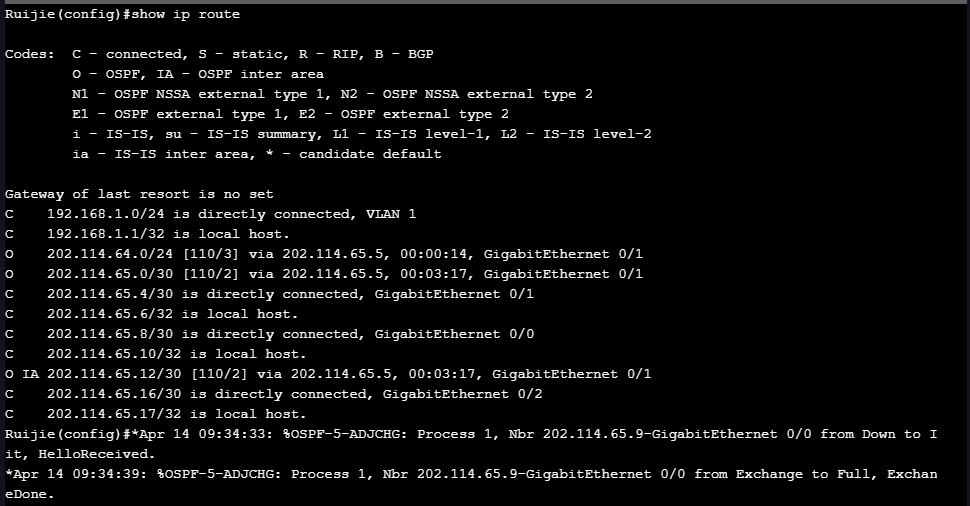 Ruijie(config)#show ip route
Codes:  C - connected, S - static, R - RIP, B - BGP
        O - OSPF, IA - OSPF inter area
        N1 - OSPF NSSA external type 1, N2 - OSPF NSSA external type 2
        E1 - OSPF external type 1, E2 - OSPF external type 2
        i - IS-IS, su - IS-IS summary, L1 - IS-IS level-1, L2 - IS-IS level-2
        ia - IS-IS inter area, * - candidate default
Gateway of last resort is no set
C    192.168.1.0/24 is directly connected, VLAN 1
C    192.168.1.1/32 is local host.
O    202.114.64.0/24 [110/3] via 202.114.65.5, 00:00:14, GigabitEthernet 0/1
O    202.114.65.0/30 [110/2] via 202.114.65.5, 00:03:17, GigabitEthernet 0/1
C    202.114.65.4/30 is directly connected, GigabitEthernet 0/1
C    202.114.65.6/32 is local host.
C    202.114.65.8/30 is directly connected, GigabitEthernet 0/0
C    202.114.65.10/32 is local host.
O IA 202.114.65.12/30 [110/2] via 202.114.65.5, 00:03:17, GigabitEthernet 0/1
C    202.114.65.16/30 is directly connected, GigabitEthernet 0/2
C    202.114.65.17/32 is local host.
Ruijie(config)#*Apr 14 09:34:33: %OSPF-5-ADJCHG: Process 1, Nbr 202.114.65.9-GigabitEthernet 0/0 from Down to I
it, HelloReceived.
*Apr 14 09:34:39: %OSPF-5-ADJCHG: Process 1, Nbr 202.114.65.9-GigabitEthernet 0/0 from Exchange to Full, Exchan
eDone.